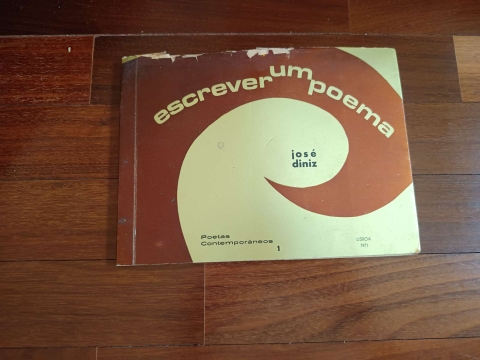 escrever um poema
josé
diniz
Poetas
Contemporâneos 1
LISBOA
1971